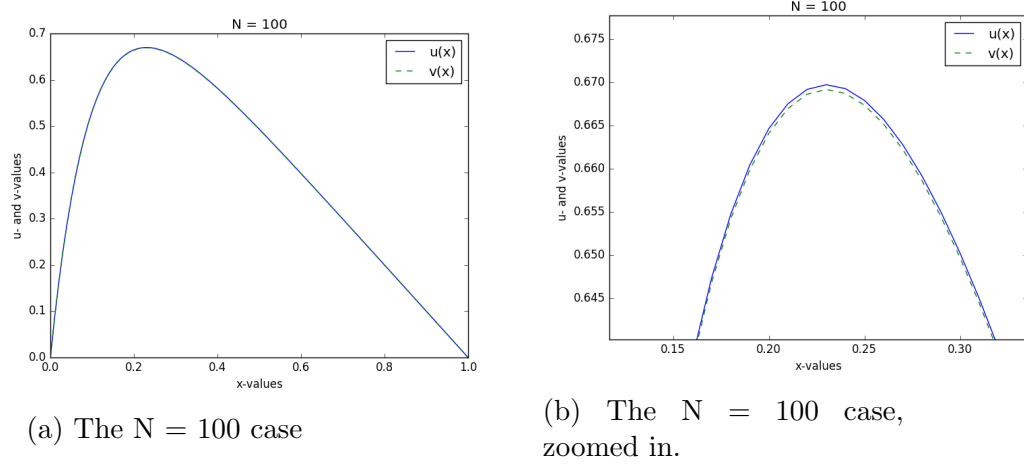 N = 100
u(x)
v(x)
0.7
0.6
0.5
0.4
0.3
0.2
0.1
0.0
u- and v-values
0.0 0.2 0.4 0.6 0.8 1.0
x-values
(a) The N = 100 case
N = 100
u(x)
v(x)
0.675
0.670
0.665
0.660
0.655
0.650
0.645
u- and v-values
0.15 0.20 0.25 0.30
x-values
(b) The N = 100 case,
zoomed in.